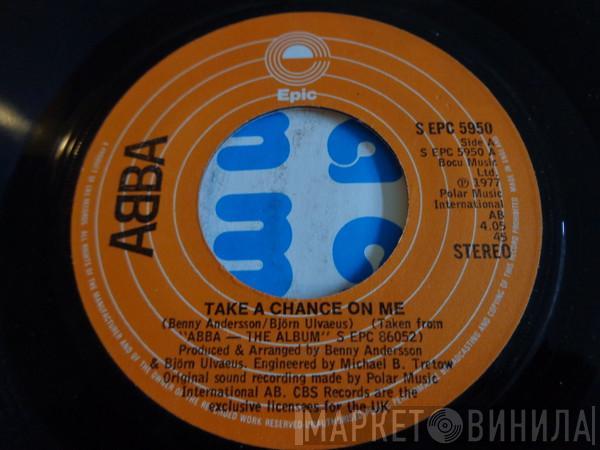 Epic
ABBA
S EPC 5950
Side A
S EPC 5950 A
Bocu Music
Ltd.
℗ 1977
Polar Music
International
AB
4.05
45
STEREO
TAKE A CHANCE ON ME
(Benny Andersson/Björn Ulvaeus) (Taken from
"ABBA — THE ALBUM" S EPC 86052)
Produced & Arranged by Benny Andersson
& Björn Ulvaeus. Engineered by Michael B. Tretow
Original sound recording made by Polar Music
International AB. CBS Records are the
exclusive licensees for the UK
МАРКЕТ ВИНИЛА